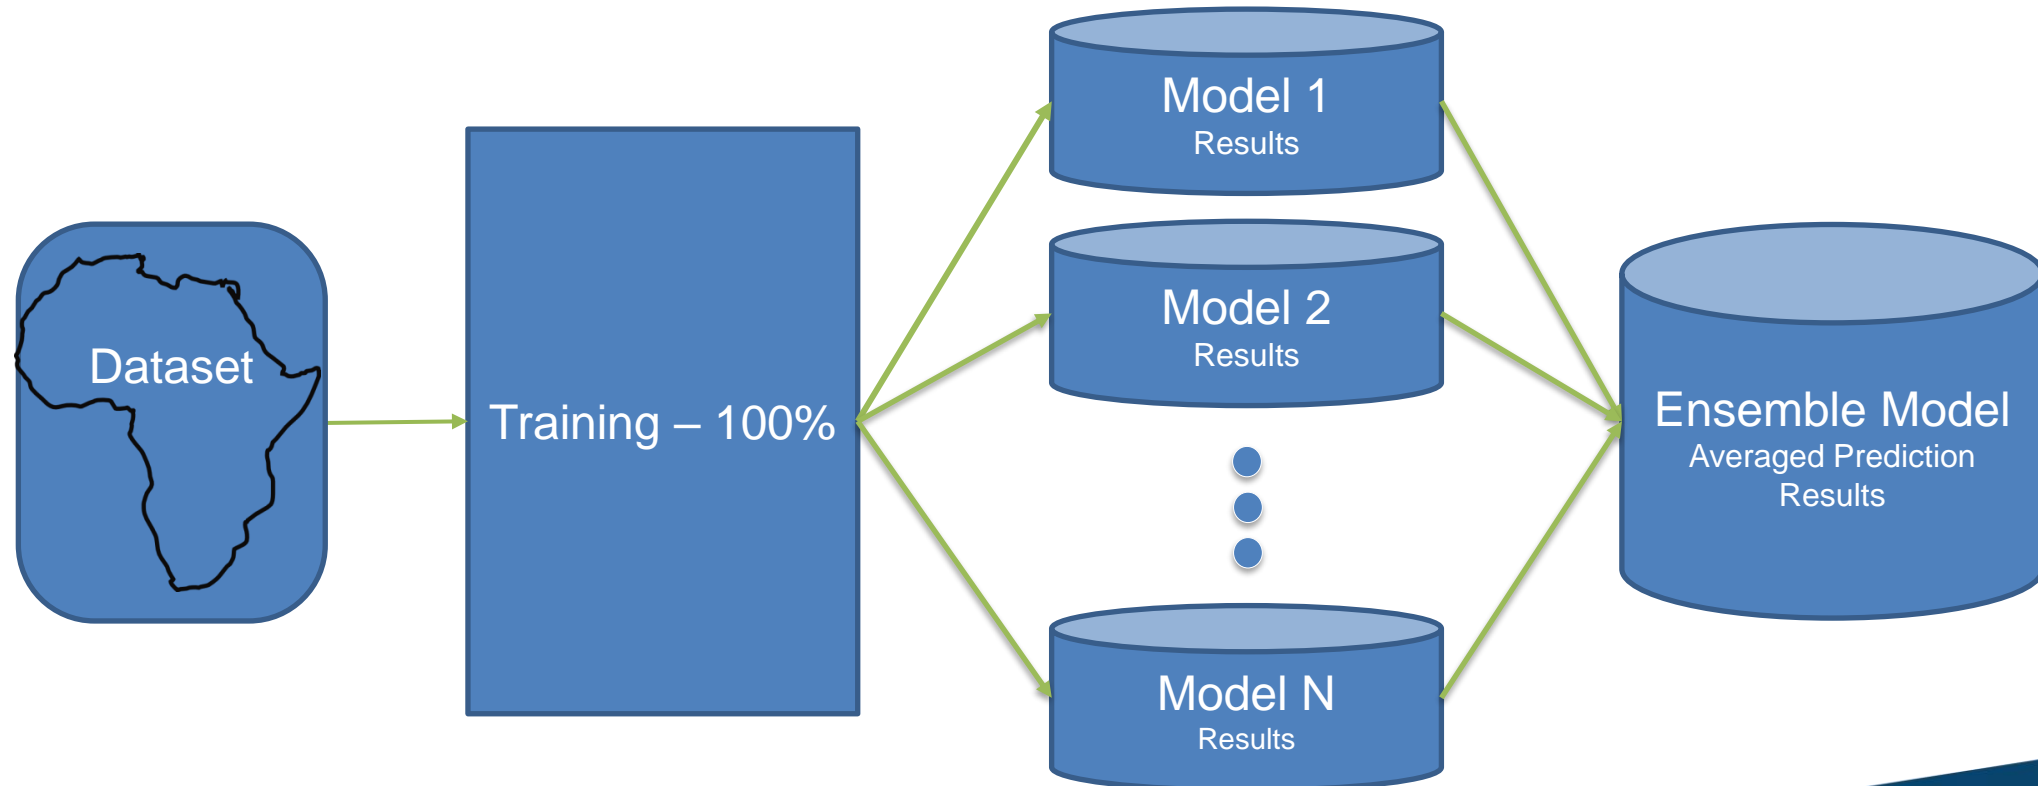 Dataset
Training – 100%
Model 1
Results
Model 2
Results
Model N
Results
Ensemble Model
Averaged Prediction
Results